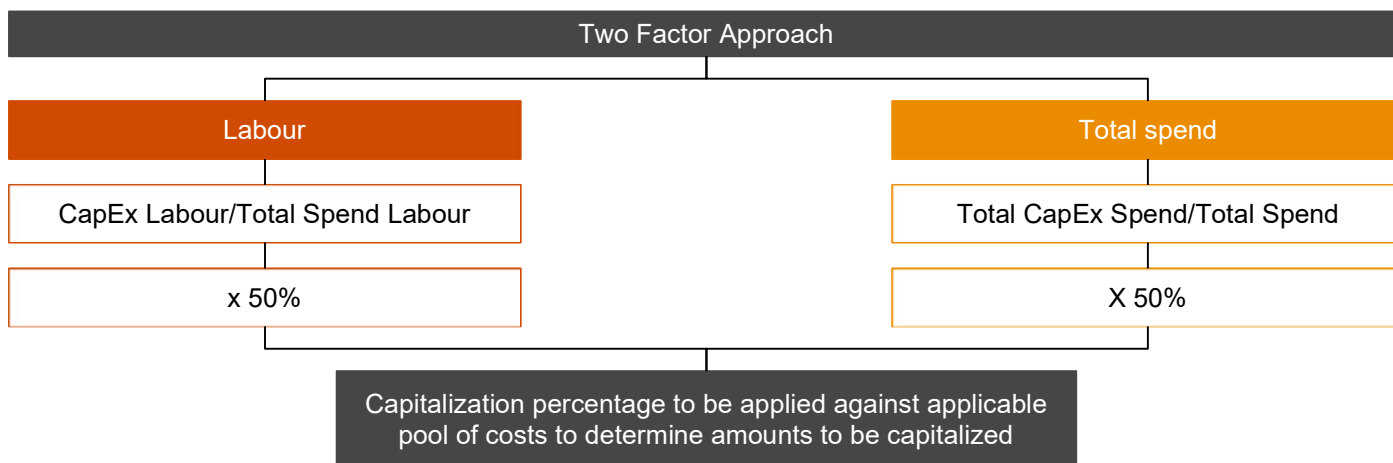 Two Factor Approach
Labour
Total spend
CapEx Labour/Total Spend Labour
Total CapEx Spend/Total Spend
x 50%
X 50%
Capitalization percentage to be applied against applicable
pool of costs to determine amounts to be capitalized